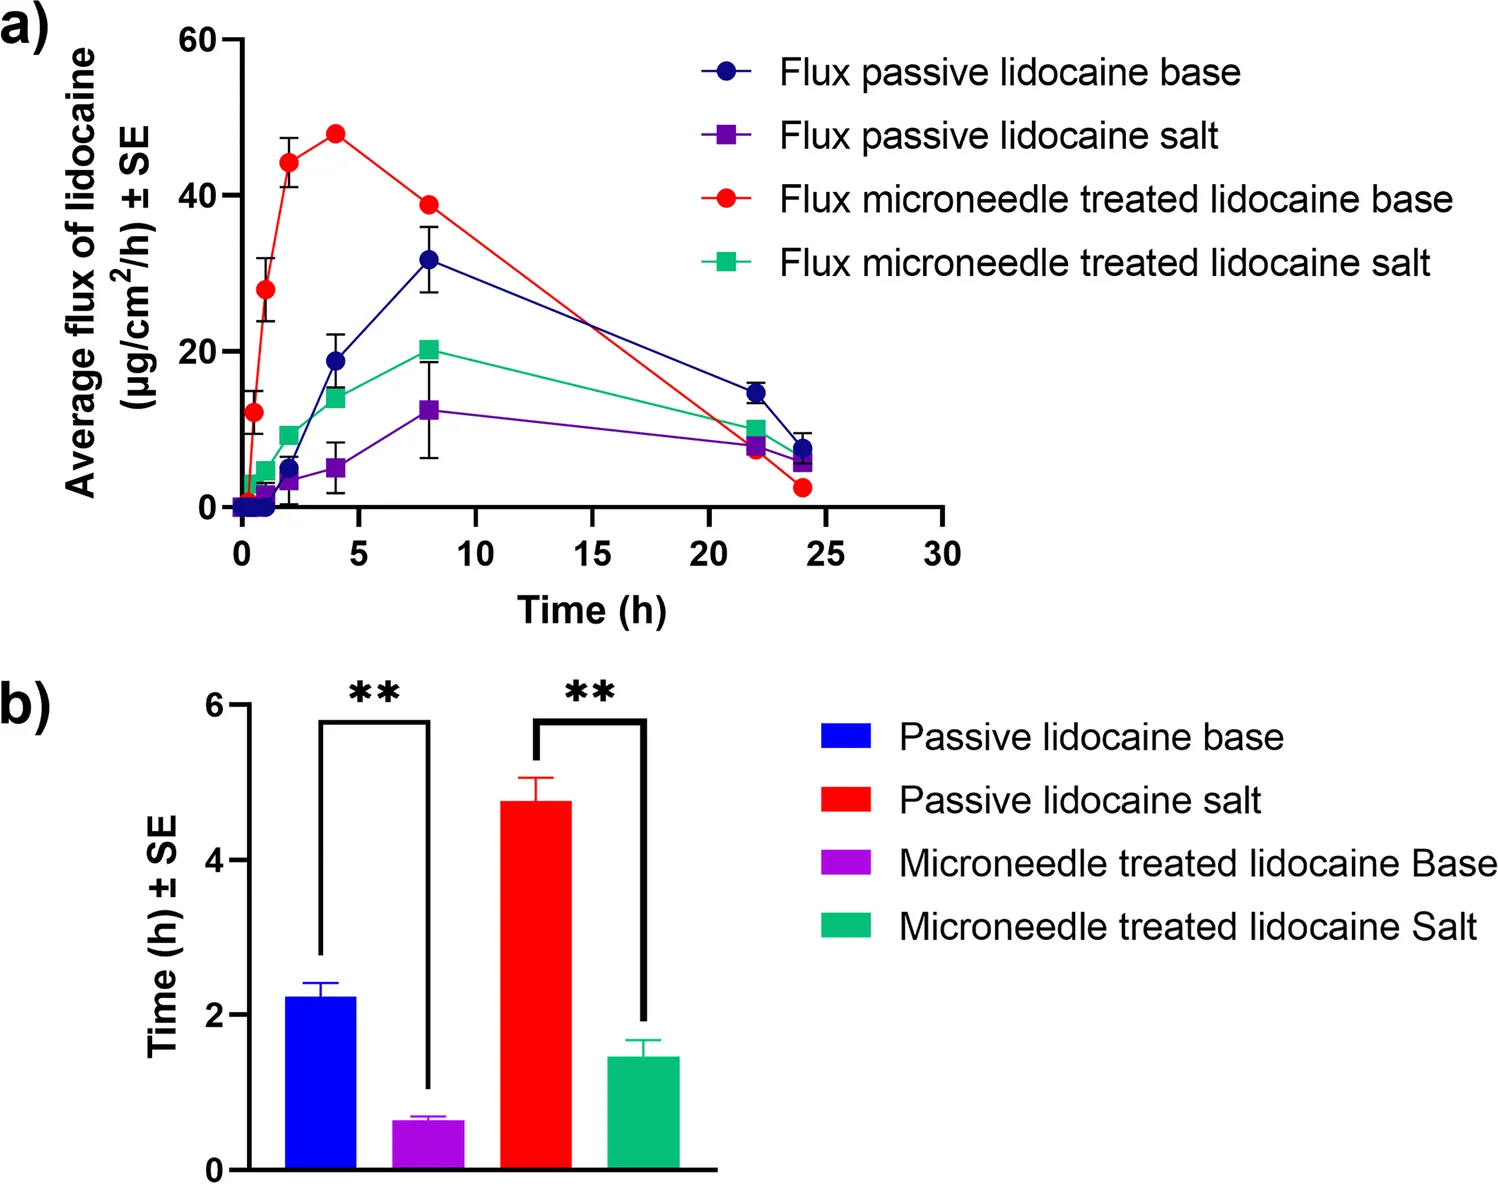 a)
Average flux of lidocaine
(µg/cm²/h) ± SE
60
40
20
0
0 5 10 15 20 25 30
Time (h)
Flux passive lidocaine base
Flux passive lidocaine salt
Flux microneedle treated lidocaine base
Flux microneedle treated lidocaine salt
b)
Time (h) ± SE
6
4
2
0
** **
Passive lidocaine base
Passive lidocaine salt
Microneedle treated lidocaine Base
Microneedle treated lidocaine Salt